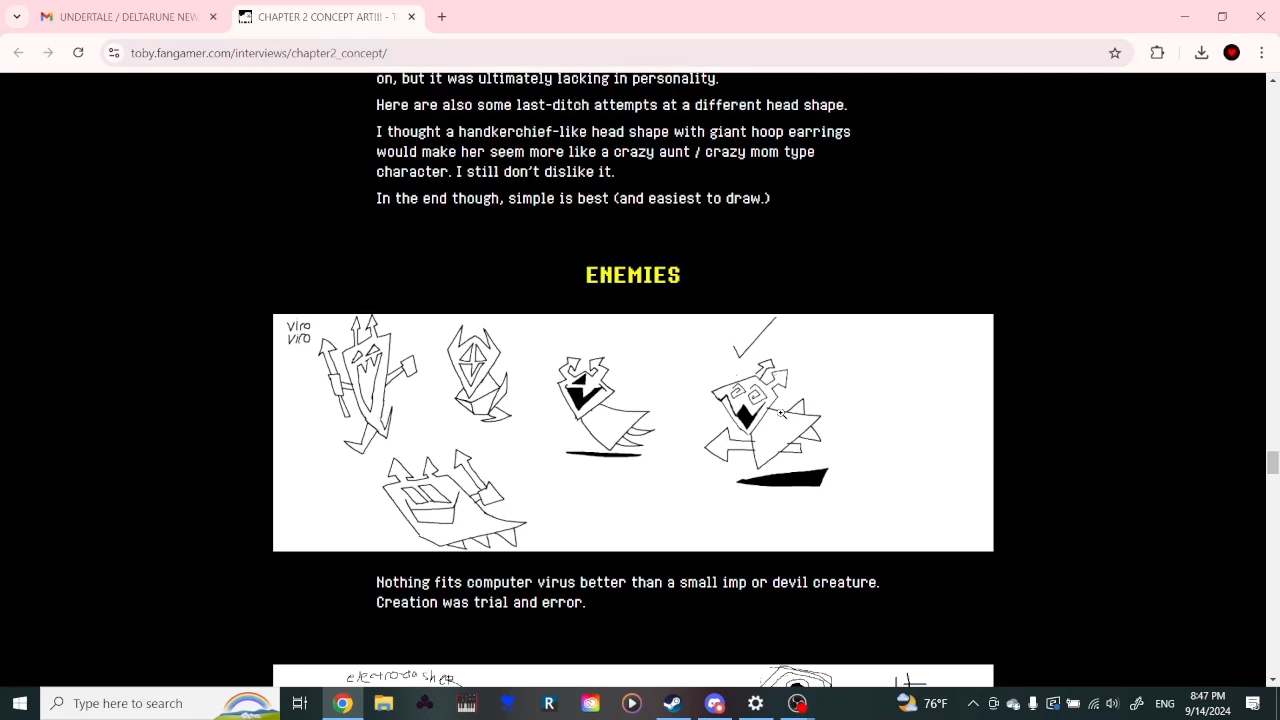 UNDERTALE / DELTARUNE NEW
CHAPTER 2 CONCEPT ART!!! - T
toby.fangamer.com/interviews/chapter2_concept/
on, but it was ultimately lacking in personality.
Here are also some last-ditch attempts at a different head shape.
I thought a handkerchief-like head shape with giant hoop earrings
would make her seem more like a crazy aunt / crazy mom type
character. I still don't dislike it.
In the end though, simple is best (and easiest to draw.)
ENEMIES
Viro
Viro
Nothing fits computer virus better than a small imp or devil creature.
Creation was trial and error.
electrodasher
Type here to search
76°F
ENG
8:47 PM
9/14/2024